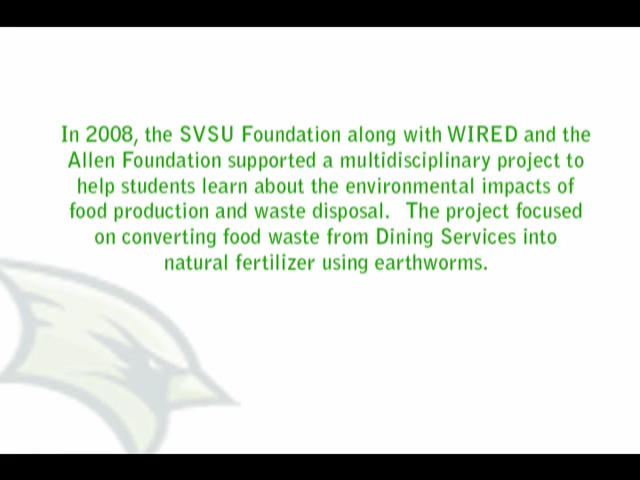 In 2008, the SVSU Foundation along with WIRED and the
Allen Foundation supported a multidisciplinary project to
help students learn about the environmental impacts of
food production and waste disposal.  The project focused
on converting food waste from Dining Services into
natural fertilizer using earthworms.